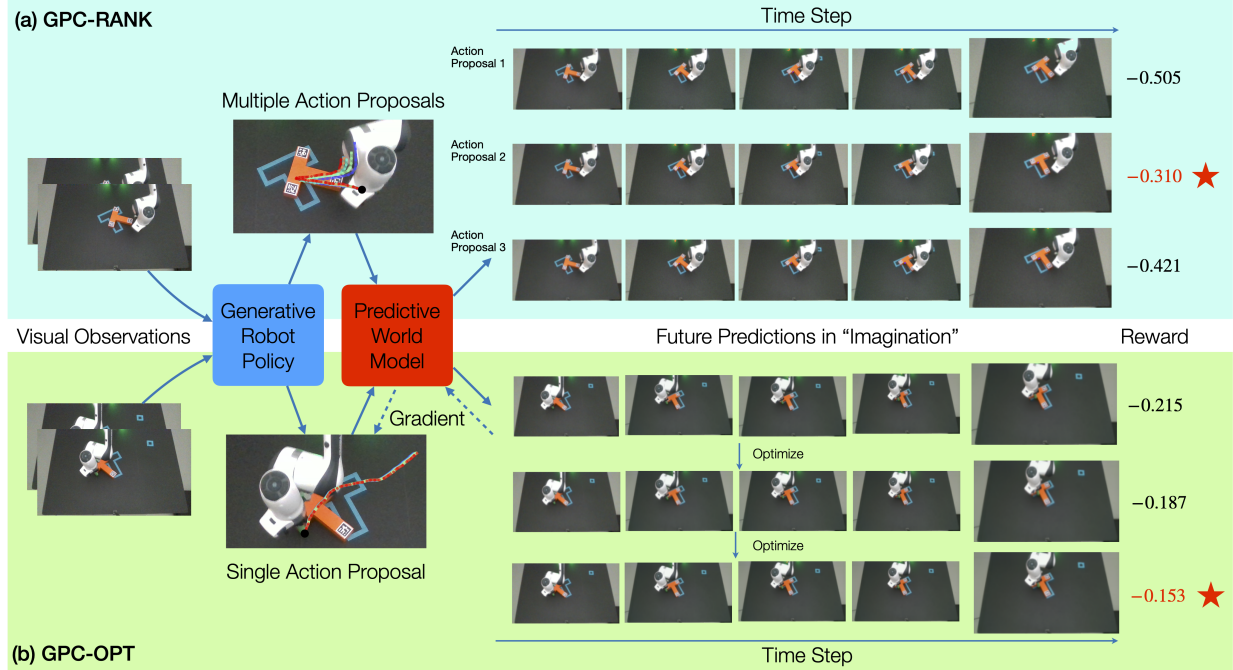 (a) GPC-RANK
Time Step
Action
Proposal 1
−0.505
Multiple Action Proposals
Action
Proposal 2
−0.310
Action
Proposal 3
−0.421
Generative
Robot
Policy
Predictive
World
Model
Visual Observations
Future Predictions in “Imagination”
Reward
Gradient
−0.215
Optimize
−0.187
Optimize
Single Action Proposal
−0.153
(b) GPC-OPT
Time Step